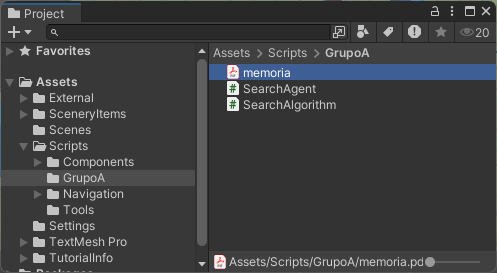 Project
20
Favorites
Assets > Scripts > GrupoA
memoria
Assets
SearchAgent
External
SearchAlgorithm
SceneryItems
Scenes
Scripts
Components
GrupoA
Navigation
Tools
Settings
TextMesh Pro
TutorialInfo
Packages
Assets/Scripts/GrupoA/memoria.pd